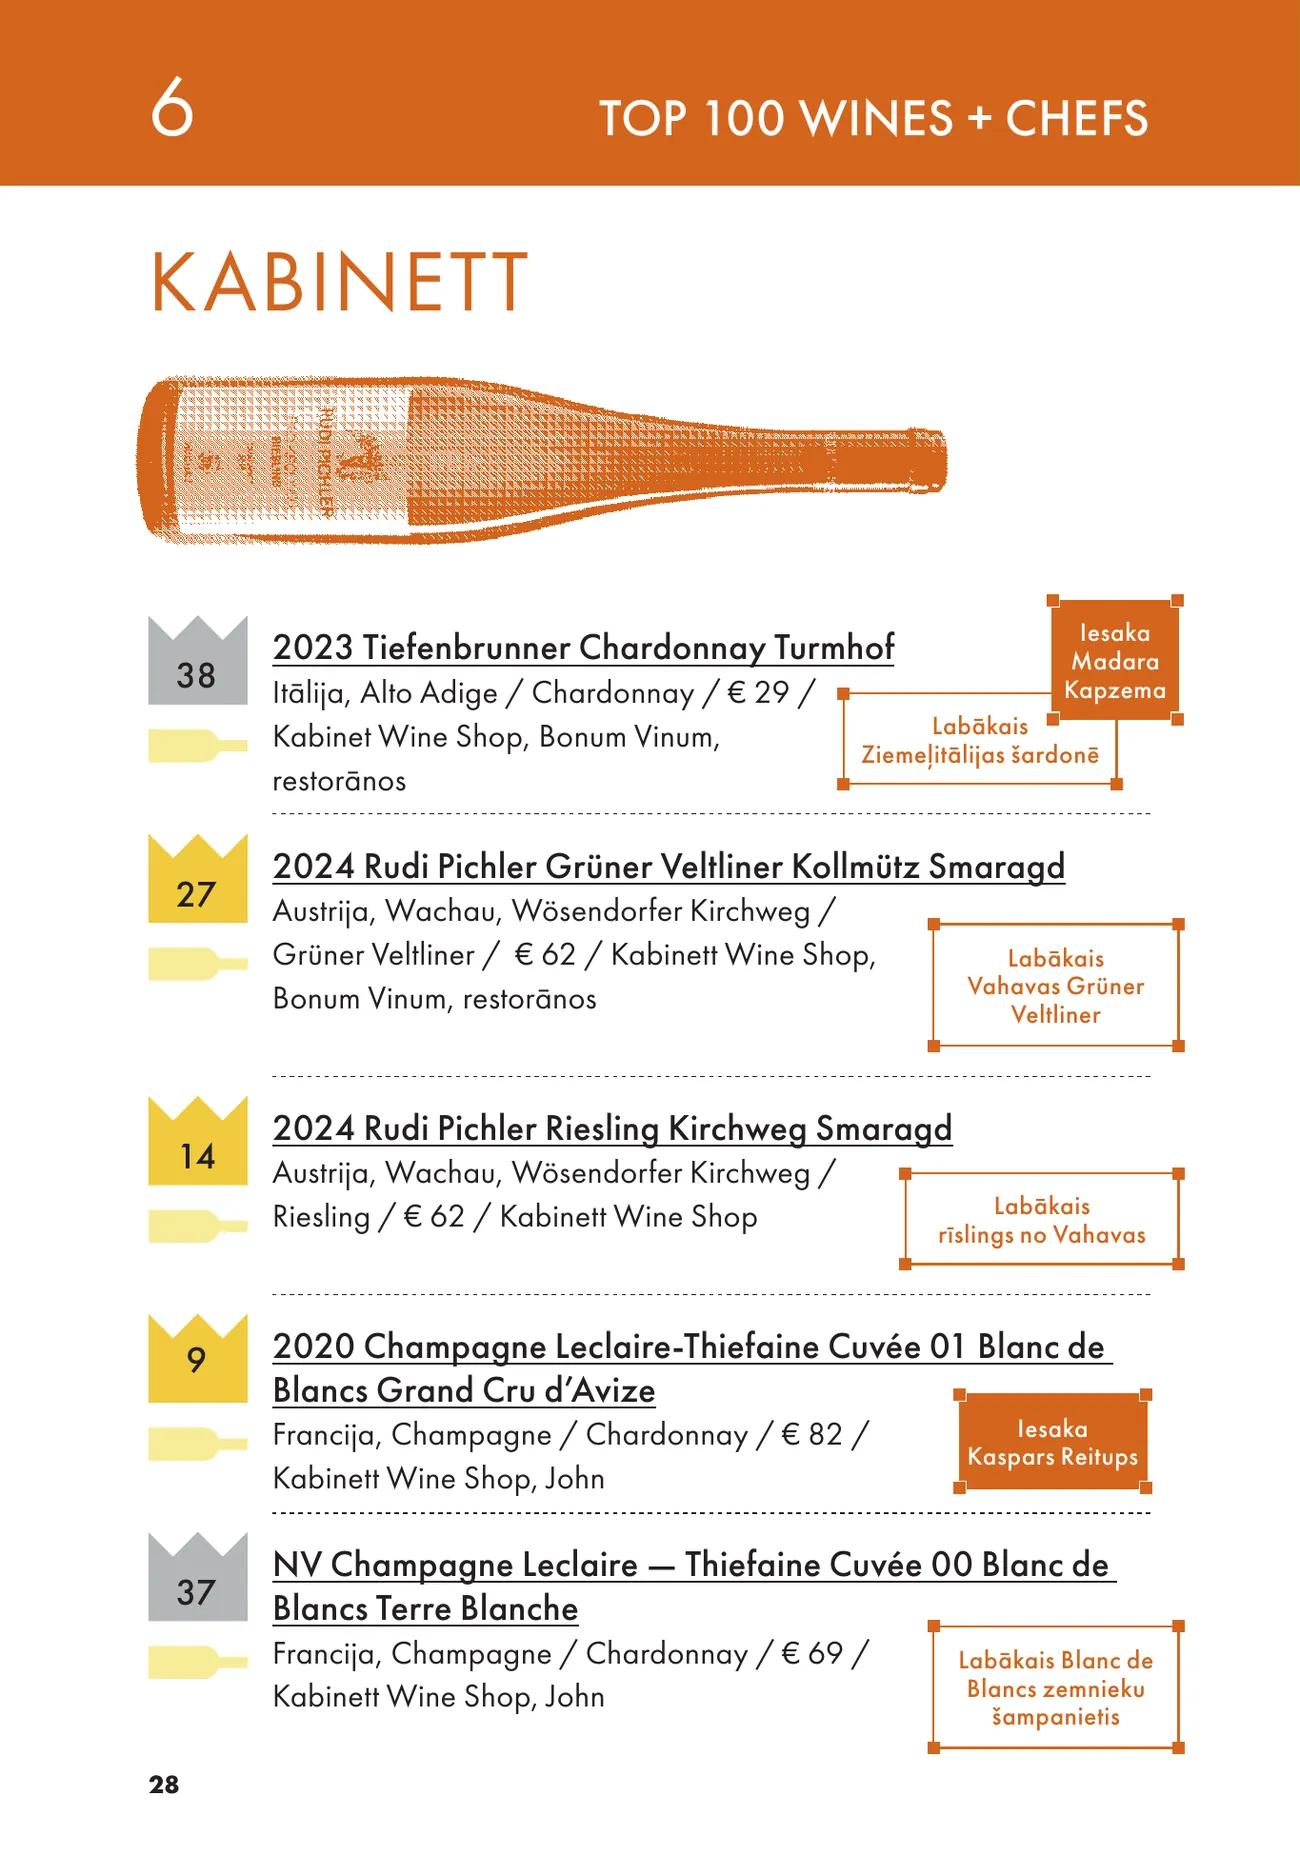 6
TOP 100 WINES + CHEFS
KABINETT
RUDI PICHLER
RIESLING
38
2023 Tiefenbrunner Chardonnay Turmhof
Itālija, Alto Adige / Chardonnay / € 29 /
Kabinet Wine Shop, Bonum Vinum,
restorānos
Iesaka
Madara
Kapzema
Labākais
Ziemeļitālijas šardonē
27
2024 Rudi Pichler Grüner Veltliner Kollmütz Smaragd
Austrija, Wachau, Wösendorfer Kirchweg /
Grüner Veltliner / € 62 / Kabinett Wine Shop,
Bonum Vinum, restorānos
Labākais
Vahavas Grüner
Veltliner
14
2024 Rudi Pichler Riesling Kirchweg Smaragd
Austrija, Wachau, Wösendorfer Kirchweg /
Riesling / € 62 / Kabinett Wine Shop
Labākais
rīslings no Vahavas
9
2020 Champagne Leclaire-Thiefaine Cuvée 01 Blanc de
Blancs Grand Cru d’Avize
Francija, Champagne / Chardonnay / € 82 /
Kabinett Wine Shop, John
Iesaka
Kaspars Reitups
37
NV Champagne Leclaire — Thiefaine Cuvée 00 Blanc de
Blancs Terre Blanche
Francija, Champagne / Chardonnay / € 69 /
Kabinett Wine Shop, John
Labākais Blanc de
Blancs zemnieku
šampanietis
28